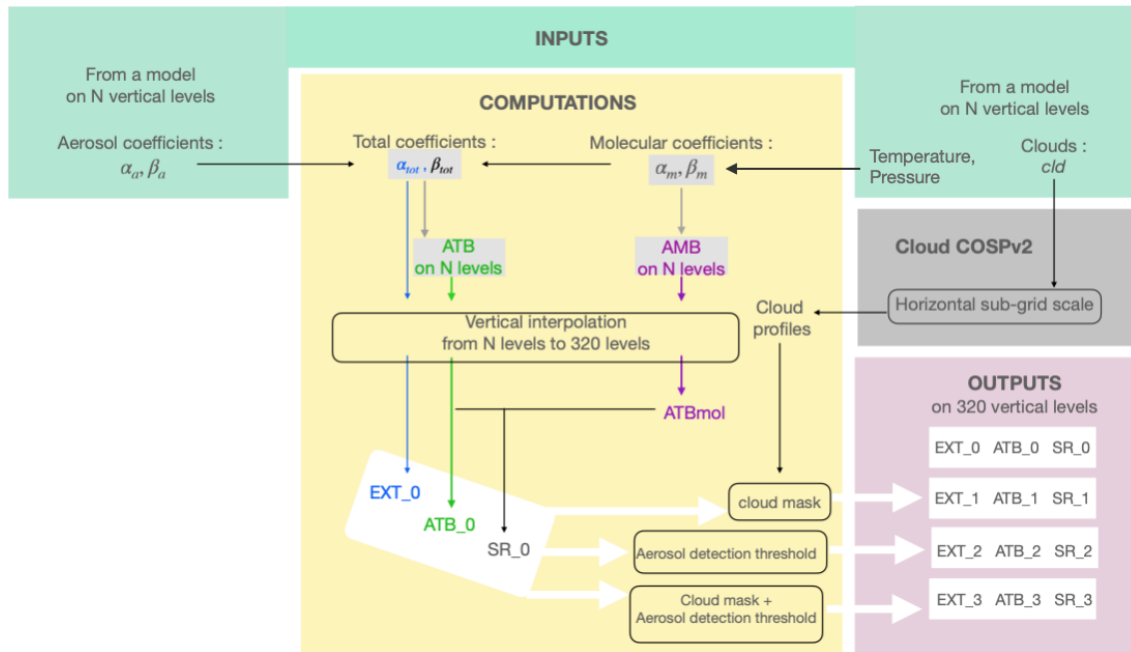 INPUTS
From a model
on N vertical levels
Aerosol coefficients :
αa, βa
COMPUTATIONS
Total coefficients :
αtot, βtot
Molecular coefficients :
αm, βm
From a model
on N vertical levels
Temperature,
Pressure
Clouds :
cld
ATB
on N levels
AMB
on N levels
Cloud COSPv2
Horizontal sub-grid scale
Vertical interpolation
from N levels to 320 levels
Cloud
profiles
ATBmol
EXT_0
ATB_0
SR_0
cloud mask
Aerosol detection threshold
Cloud mask +
Aerosol detection threshold
OUTPUTS
on 320 vertical levels
EXT_0 ATB_0 SR_0
EXT_1 ATB_1 SR_1
EXT_2 ATB_2 SR_2
EXT_3 ATB_3 SR_3